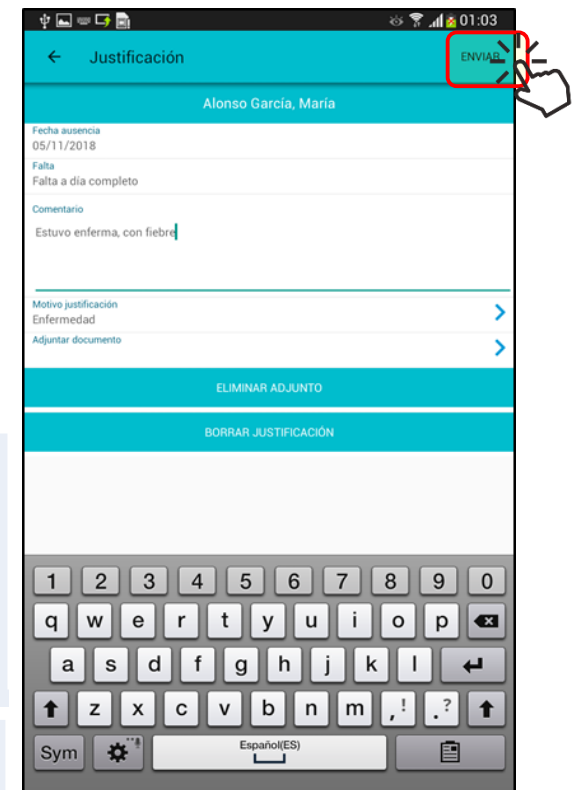 01:03
Justificación
ENVIAR
Alonso García, María
Fecha ausencia
05/11/2018
Falta
Falta a día completo
Comentario
Estuvo enferma, con fiebre
Motivo justificación
Enfermedad
Adjuntar documento
ELIMINAR ADJUNTO
BORRAR JUSTIFICACIÓN
1 2 3 4 5 6 7 8 9 0
q w e r t y u i o p
a s d f g h j k l
z x c v b n m ,! .?
Sym Español(ES)